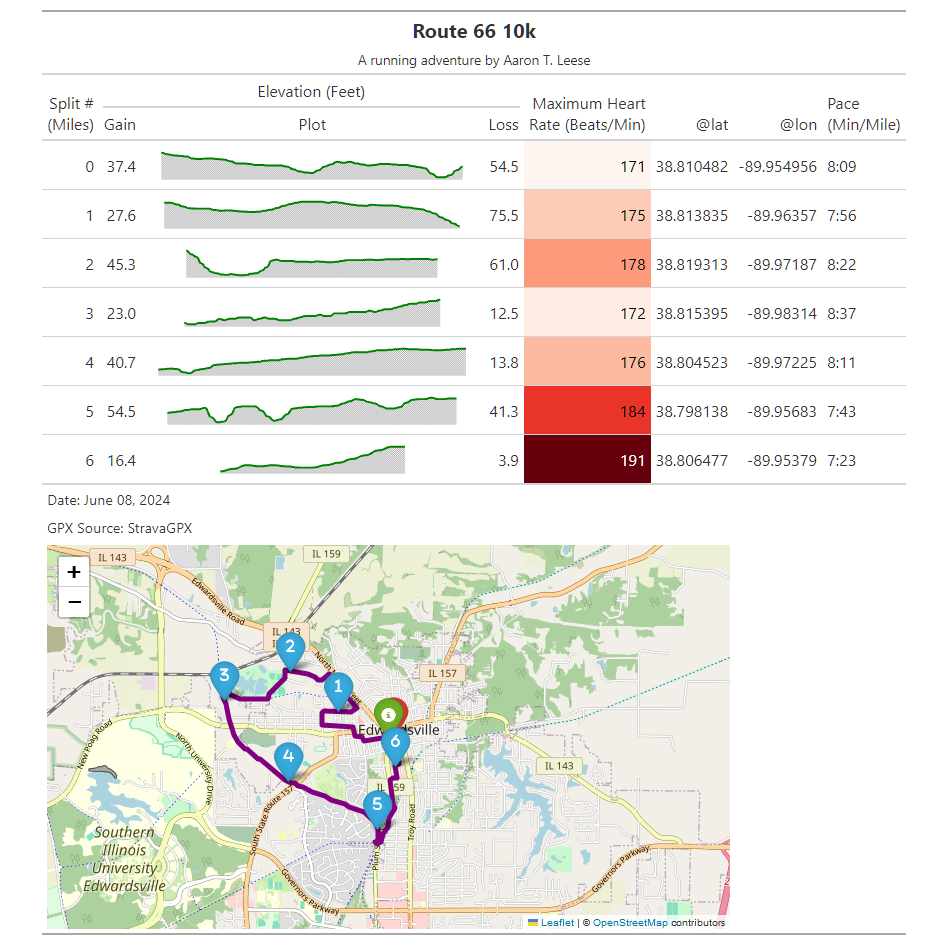 Route 66 10k
A running adventure by Aaron T. Leese
Split # (Miles) Elevation (Feet) Maximum Heart Rate (Beats/Min) @lat @lon Pace (Min/Mile)
Gain Plot Loss
0 37.4 54.5 171 38.810482 -89.954956 8:09
1 27.6 75.5 175 38.813835 -89.96357 7:56
2 45.3 61.0 178 38.819313 -89.97187 8:22
3 23.0 12.5 172 38.815395 -89.98314 8:37
4 40.7 13.8 176 38.804523 -89.97225 8:11
5 54.5 41.3 184 38.798138 -89.95683 7:43
6 16.4 3.9 191 38.806477 -89.95379 7:23
Date: June 08, 2024
GPX Source: StravaGPX
+
−
IL 143
IL 159
Edwardsville Road
IL 143
2
3
1
IL 157
New Poag Road
North University Drive
6
4
IL 143
5
Troy Road
South State Route 157
Southern
Illinois
University
Edwardsville
Governors Parkway
Governors Parkway
Leaflet | © OpenStreetMap contributors